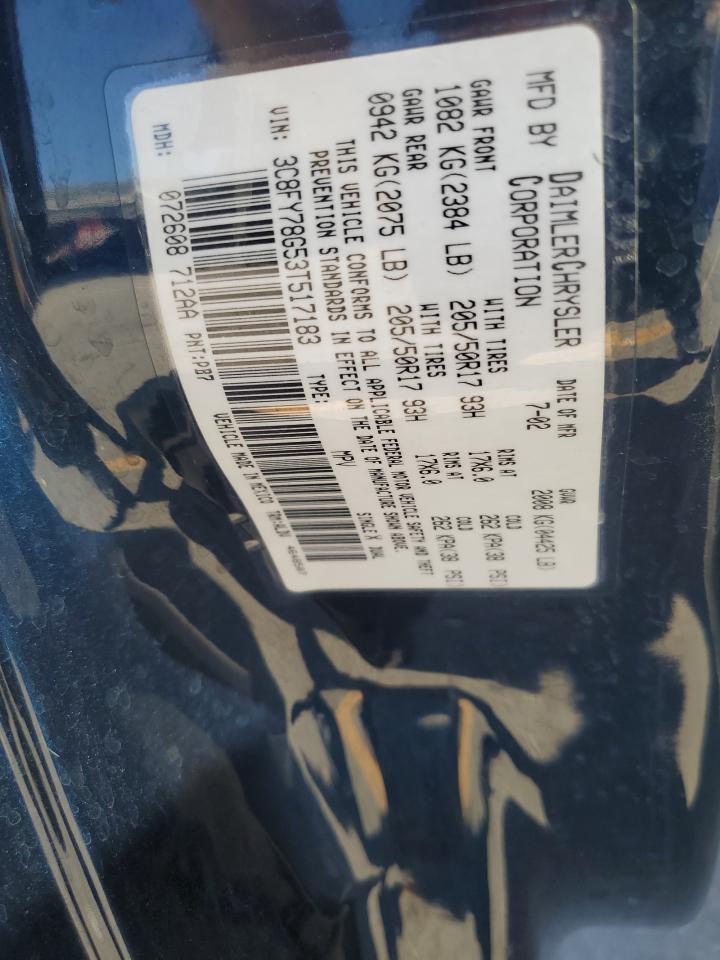 MFD BY DAIMLERCHRYSLER CORPORATION
DATE OF MFR 7-02
GVWR 2008 KG(04425 LB)
GAWR FRONT WITH TIRES RIMS AT COLD
1082 KG(2384 LB) 205/50R17 93H 17X6.0 262 KPA(38 PSI)
GAWR REAR WITH TIRES RIMS AT COLD
0942 KG(2075 LB) 205/50R17 93H 17X6.0 262 KPA(38 PSI)
THIS VEHICLE CONFORMS TO ALL APPLICABLE FEDERAL MOTOR VEHICLE SAFETY AND THEFT
PREVENTION STANDARDS IN EFFECT ON THE DATE OF MANUFACTURE SHOWN ABOVE.
VIN: 3C8FY78G53T517183 TYPE: MPV SINGLE X DUAL
MDH: 072608 712AA PNT:PB7
VEHICLE MADE IN MEXICO